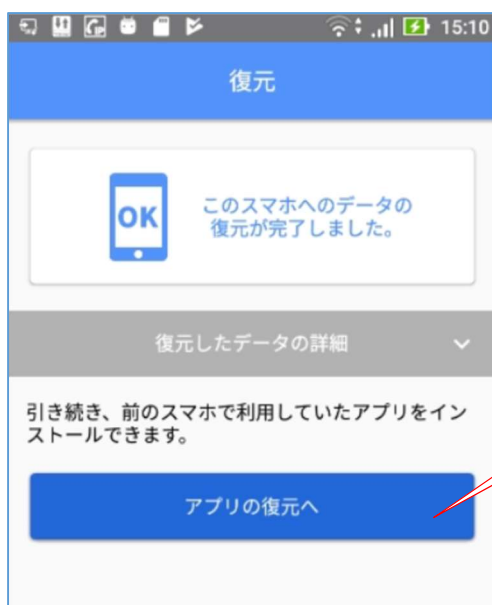 15:10
復元
OK
このスマホへのデータの
復元が完了しました。
復元したデータの詳細
引き続き、前のスマホで利用していたアプリをイン
ストールできます。
アプリの復元へ